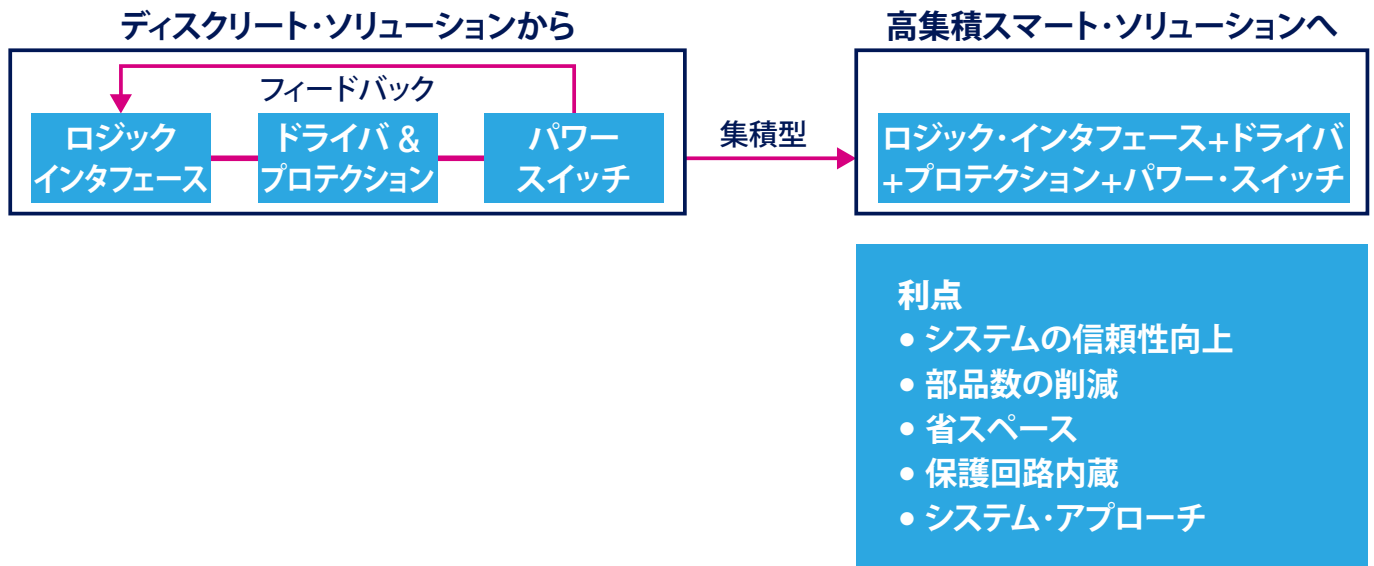 ディスクリート・ソリューションから
フィードバック
ロジック
インタフェース
ドライバ &
プロテクション
パワー
スイッチ
集積型
高集積スマート・ソリューションへ
ロジック・インタフェース+ドライバ
+プロテクション+パワー・スイッチ
利点
• システムの信頼性向上
• 部品数の削減
• 省スペース
• 保護回路内蔵
• システム・アプローチ